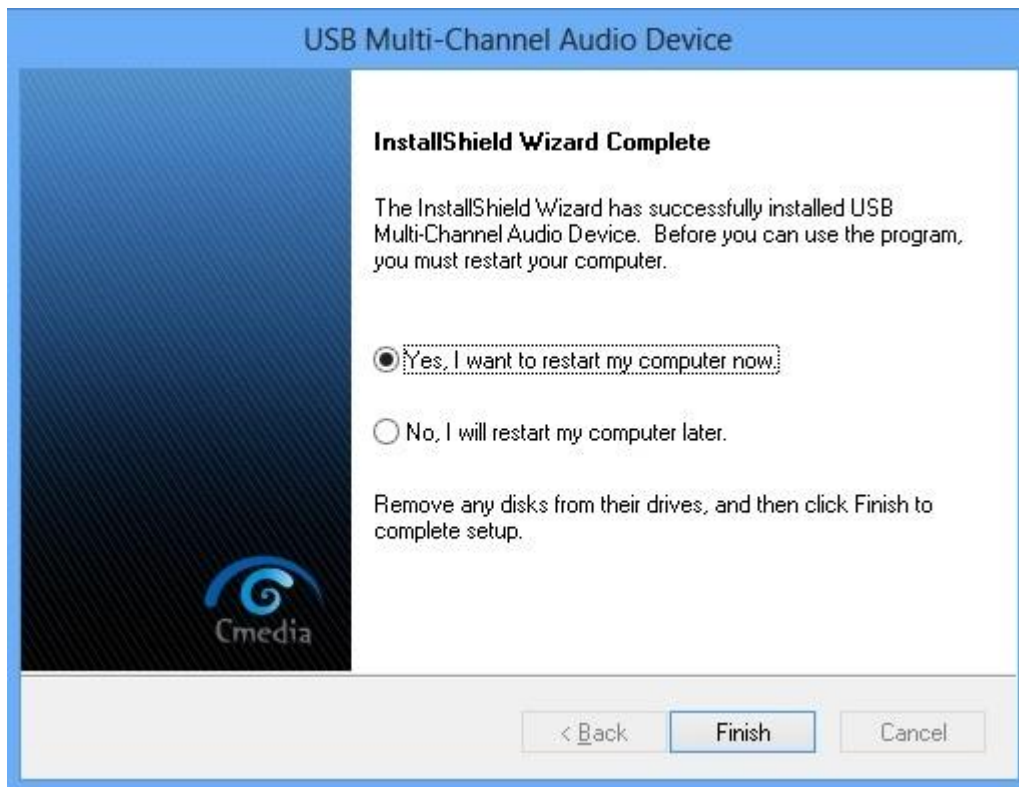 USB Multi-Channel Audio Device
InstallShield Wizard Complete
The InstallShield Wizard has successfully installed USB
Multi-Channel Audio Device.  Before you can use the program,
you must restart your computer.
Yes, I want to restart my computer now.
No, I will restart my computer later.
Remove any disks from their drives, and then click Finish to
complete setup.
Cmedia
< Back
Finish
Cancel